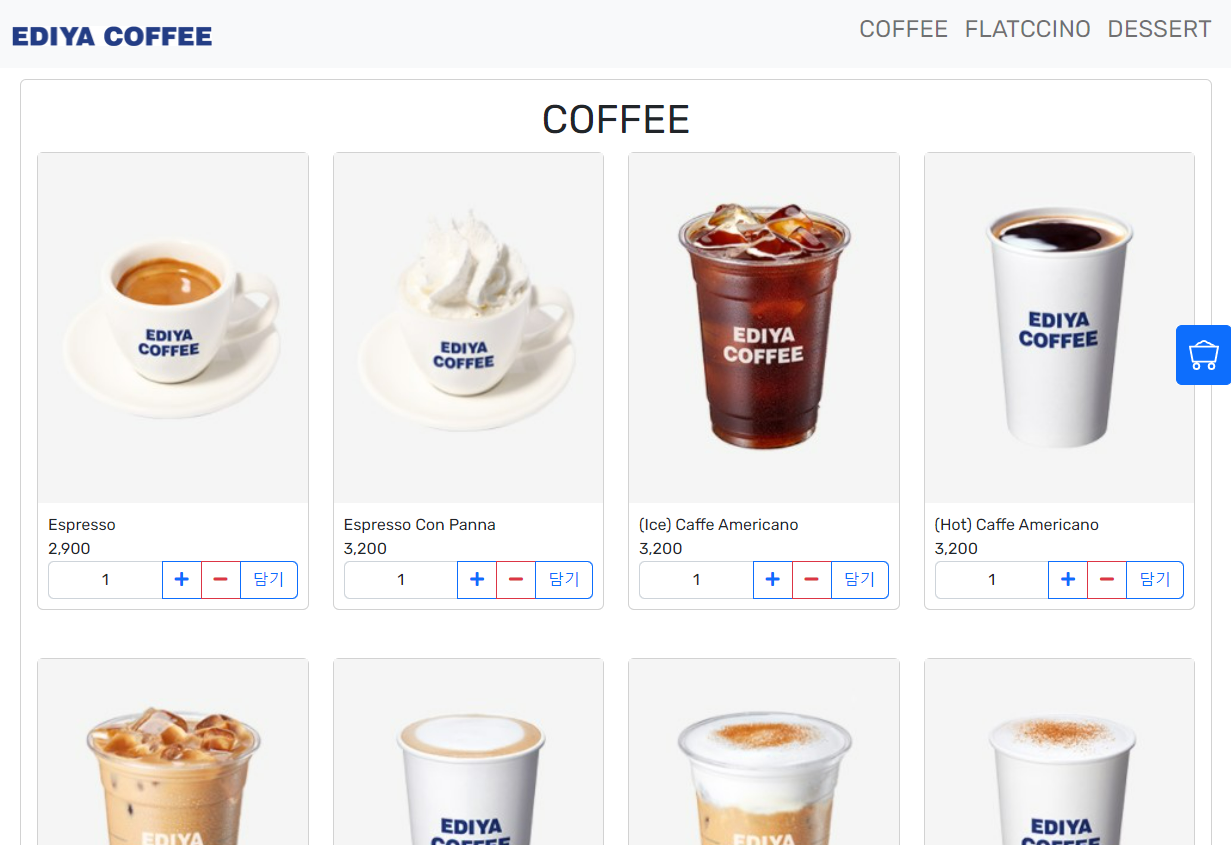 EDIYA COFFEE
COFFEE FLATCCINO DESSERT
COFFEE
EDIYA
COFFEE
EDIYA
COFFEE
EDIYA
COFFEE
EDIYA
COFFEE
Espresso
2,900
1 + − 담기
Espresso Con Panna
3,200
1 + − 담기
(Ice) Caffe Americano
3,200
1 + − 담기
(Hot) Caffe Americano
3,200
1 + − 담기
EDIYA
EDIYA
COFFEE
EDIYA
EDIYA
COFFEE